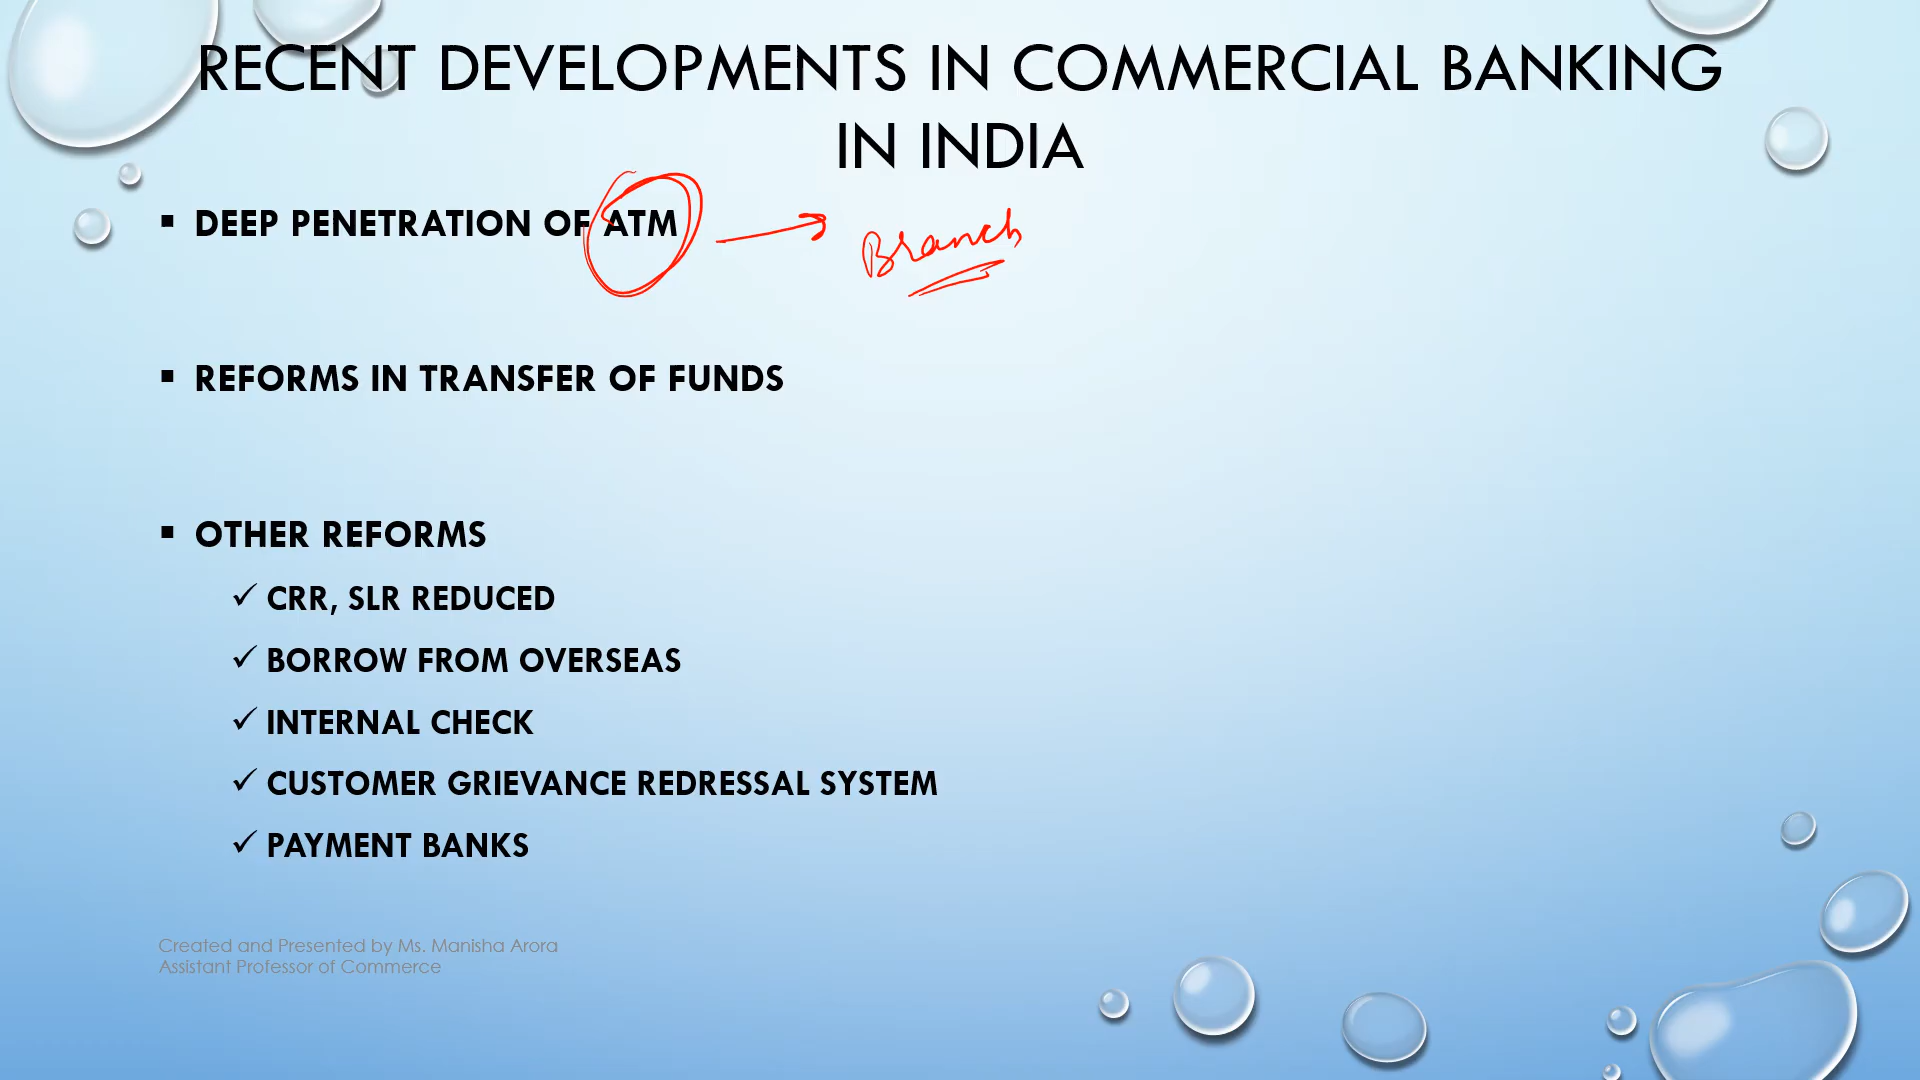 RECENT DEVELOPMENTS IN COMMERCIAL BANKING
IN INDIA
▪ DEEP PENETRATION OF ATM → Branch
▪ REFORMS IN TRANSFER OF FUNDS
▪ OTHER REFORMS
✓ CRR, SLR REDUCED
✓ BORROW FROM OVERSEAS
✓ INTERNAL CHECK
✓ CUSTOMER GRIEVANCE REDRESSAL SYSTEM
✓ PAYMENT BANKS
Created and Presented by Ms. Manisha Arora
Assistant Professor of Commerce